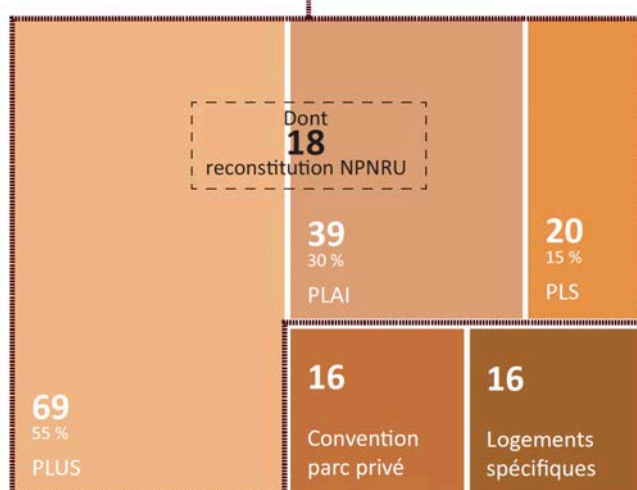 Dont
18
reconstitution NPNRU
69
55 %
PLUS
39
30 %
PLAI
20
15 %
PLS
16
Convention
parc privé
16
Logements
spécifiques